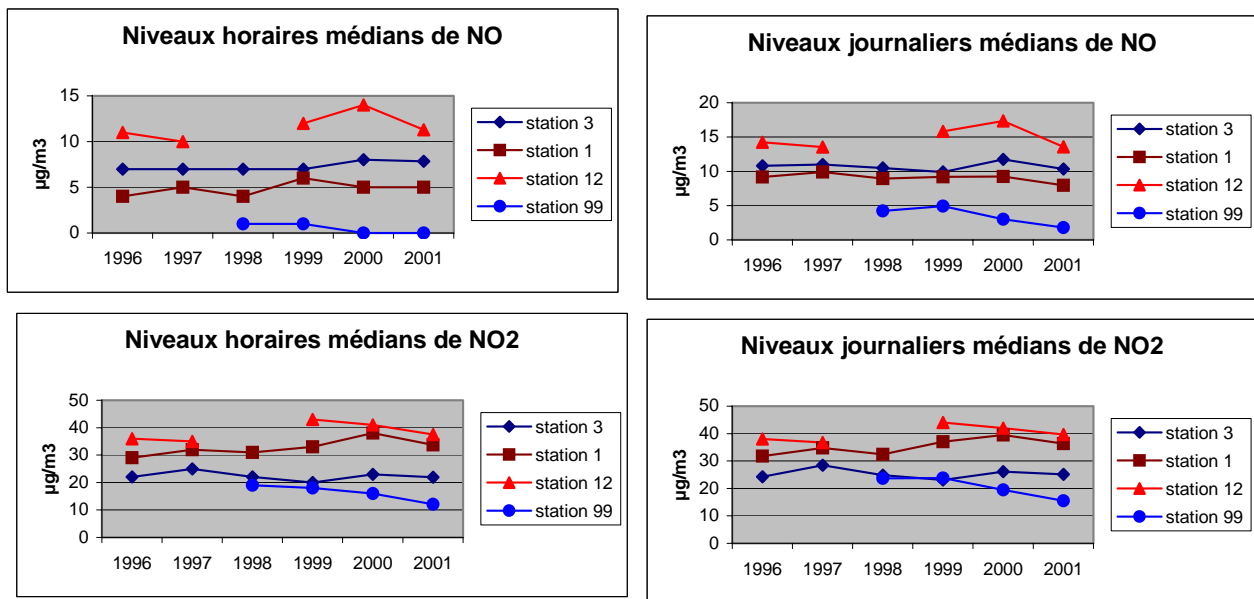 Niveaux horaires médians de NO
15
10
5
0
µg/m3
1996 1997 1998 1999 2000 2001
station 3
station 1
station 12
station 99
Niveaux journaliers médians de NO
20
15
10
5
0
µg/m3
1996 1997 1998 1999 2000 2001
station 3
station 1
station 12
station 99
Niveaux horaires médians de NO2
50
40
30
20
10
0
µg/m3
1996 1997 1998 1999 2000 2001
station 3
station 1
station 12
station 99
Niveaux journaliers médians de NO2
50
40
30
20
10
0
µg/m3
1996 1997 1998 1999 2000 2001
station 3
station 1
station 12
station 99